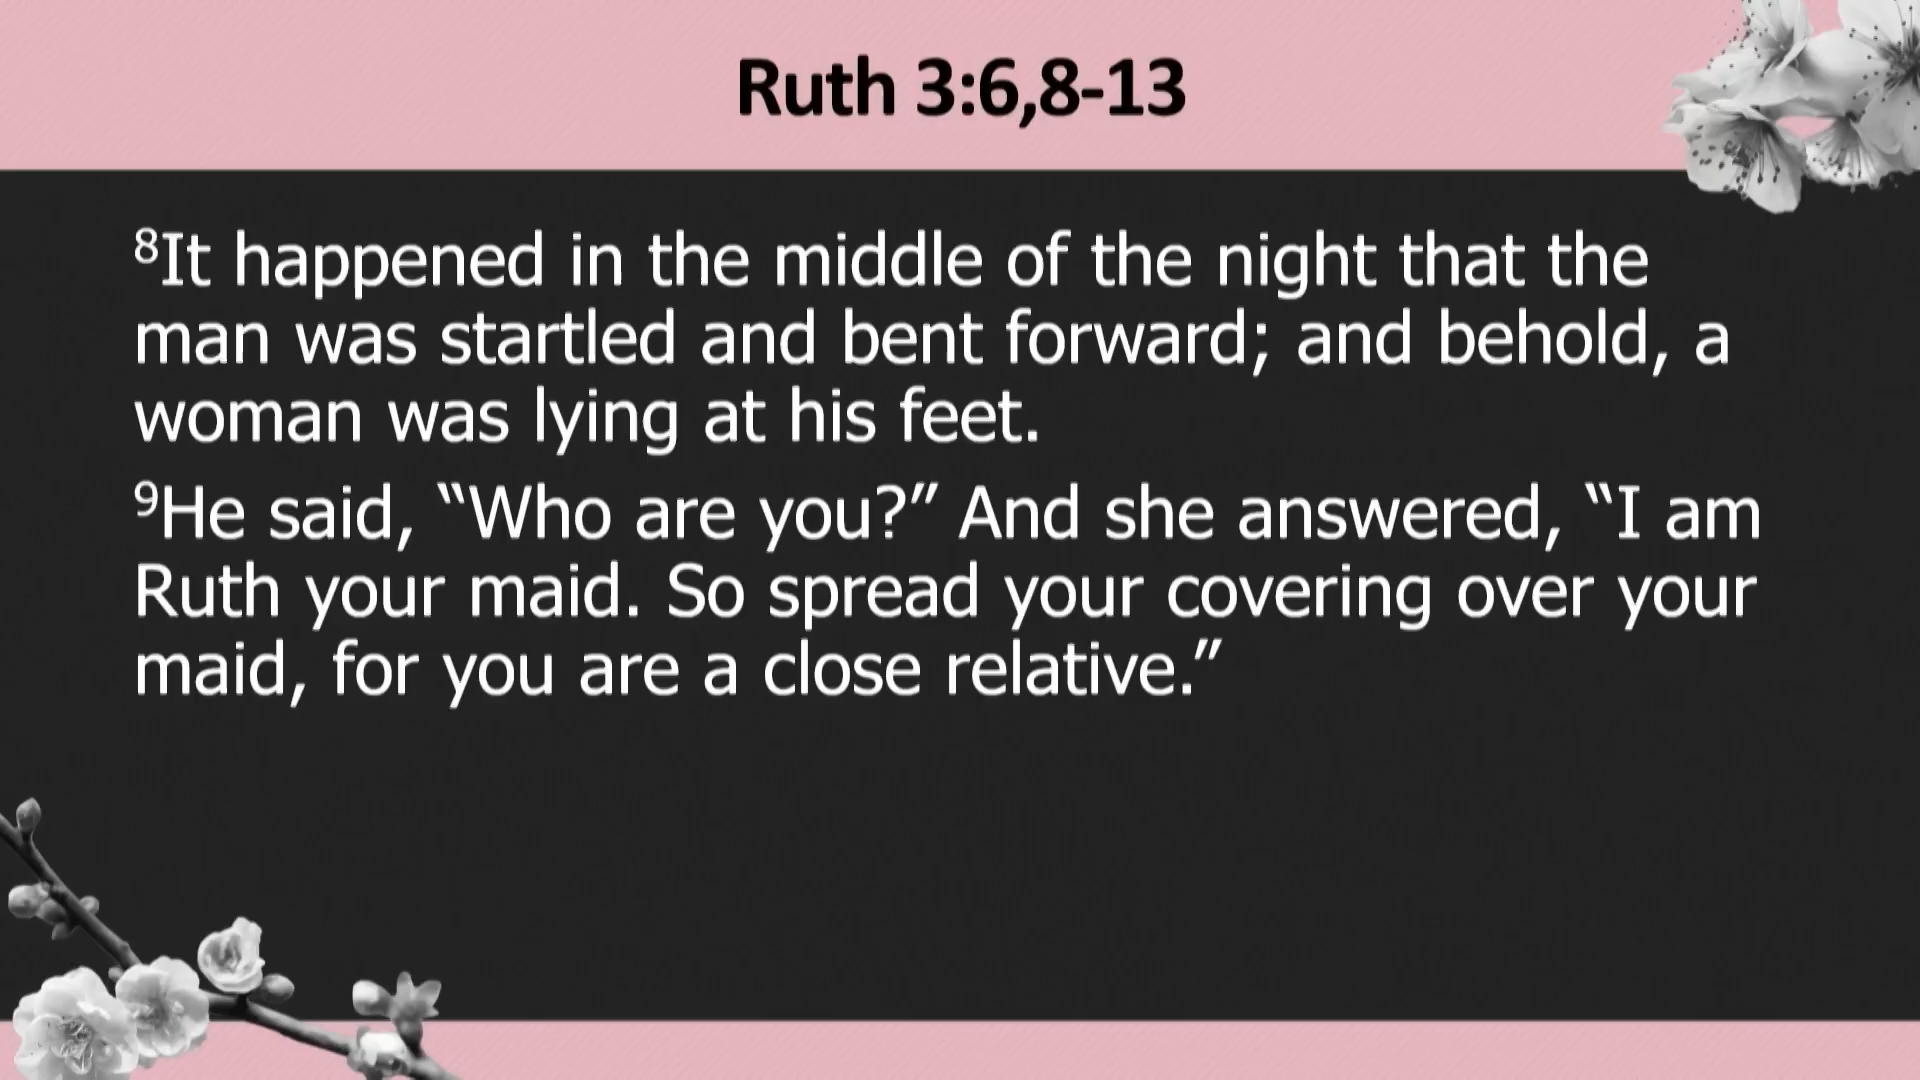 Ruth 3:6,8-13
⁸It happened in the middle of the night that the
man was startled and bent forward; and behold, a
woman was lying at his feet.
⁹He said, “Who are you?” And she answered, “I am
Ruth your maid. So spread your covering over your
maid, for you are a close relative.”